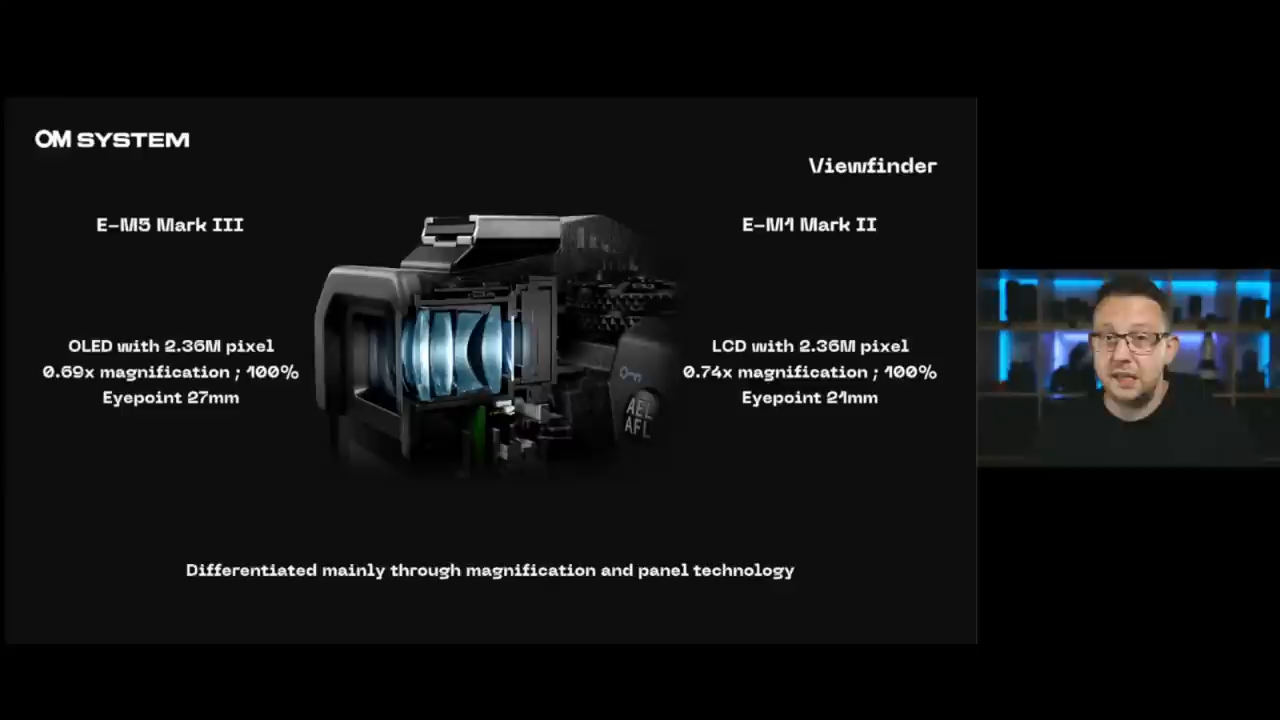 OM SYSTEM
Viewfinder
E-M5 Mark III
E-M1 Mark II
OLED with 2.36M pixel
0.69x magnification ; 100%
Eyepoint 27mm
LCD with 2.36M pixel
0.74x magnification ; 100%
Eyepoint 21mm
AEL
AFL
Differentiated mainly through magnification and panel technology